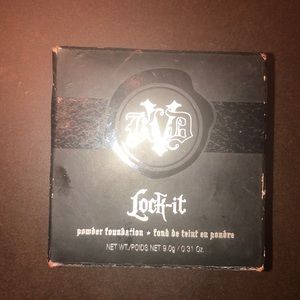 KVD
Lock-it
powder foundation • fond de teint en poudre
NET WT./POIDS NET 9.0g / 0.31 Oz.